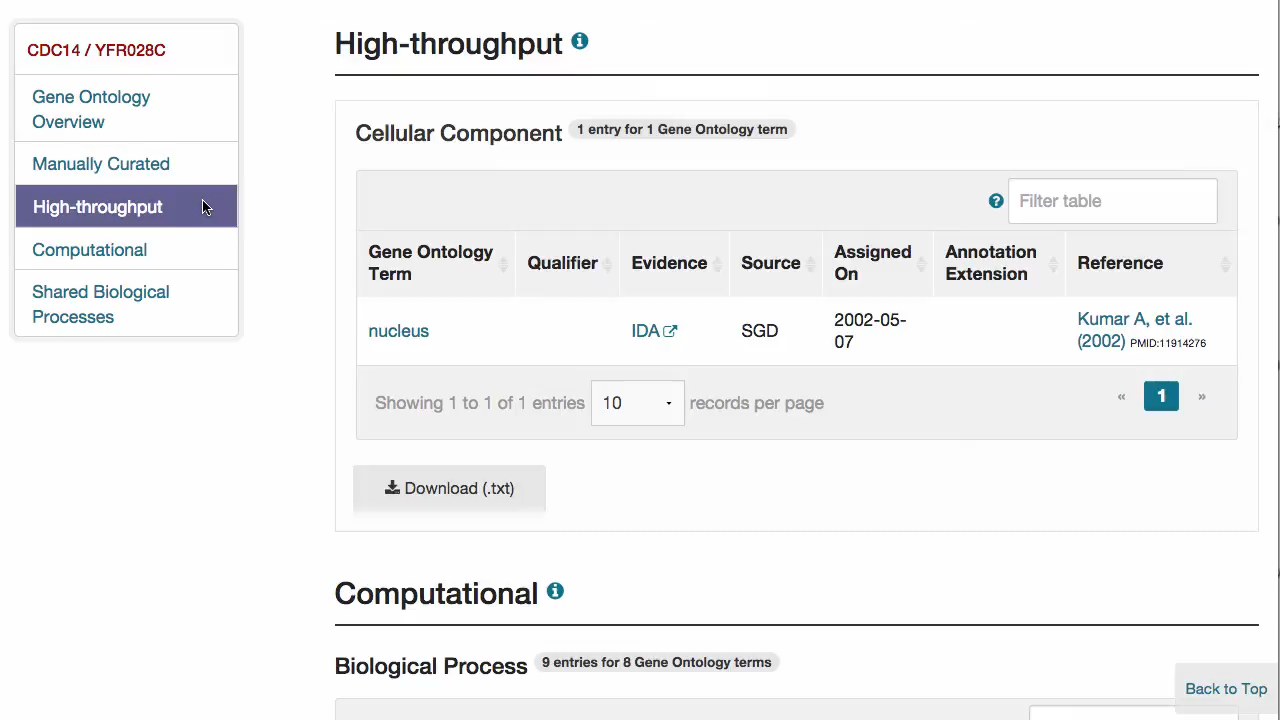 CDC14 / YFR028C
Gene Ontology
Overview
Manually Curated
High-throughput
Computational
Shared Biological
Processes
High-throughput
Cellular Component 1 entry for 1 Gene Ontology term
Filter table
Gene Ontology
Term
Qualifier
Evidence
Source
Assigned
On
Annotation
Extension
Reference
nucleus
IDA
SGD
2002-05-
07
Kumar A, et al.
(2002) PMID:11914276
Showing 1 to 1 of 1 entries 10 records per page
« 1 »
Download (.txt)
Computational
Biological Process 9 entries for 8 Gene Ontology terms
Back to Top